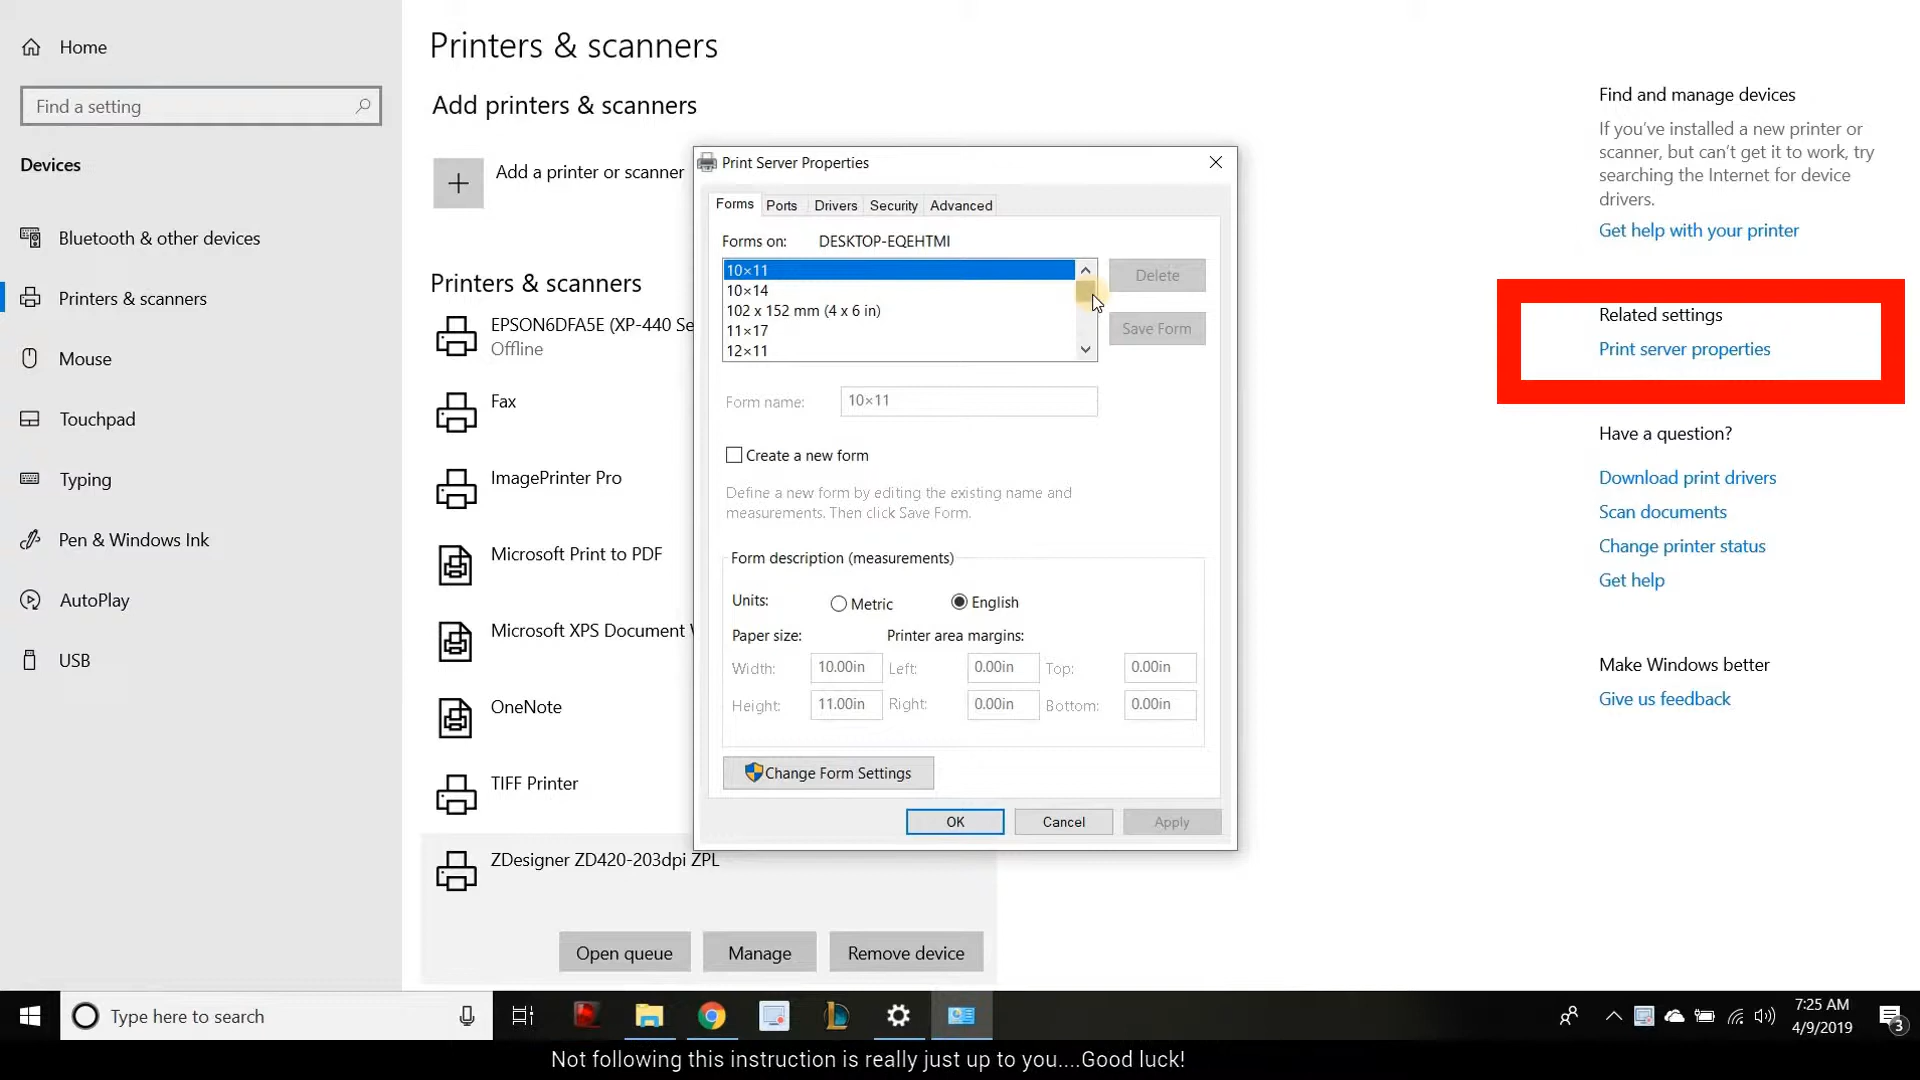 Home
Find a setting
Devices
Bluetooth & other devices
Printers & scanners
Mouse
Touchpad
Typing
Pen & Windows Ink
AutoPlay
USB
Printers & scanners
Add printers & scanners
Add a printer or scanner
Printers & scanners
EPSON6DFA5E (XP-440 Se
Offline
Fax
ImagePrinter Pro
Microsoft Print to PDF
Microsoft XPS Document
OneNote
TIFF Printer
ZDesigner ZD420-203dpi ZPL
Open queue Manage Remove device
Print Server Properties
Forms Ports Drivers Security Advanced
Forms on: DESKTOP-EQEHTMI
10×11
10×14
102 x 152 mm (4 x 6 in)
11×17
12×11
Delete
Save Form
Form name: 10×11
Create a new form
Define a new form by editing the existing name and
measurements. Then click Save Form.
Form description (measurements)
Units: Metric English
Paper size: Printer area margins:
Width: 10.00in Left: 0.00in Top: 0.00in
Height: 11.00in Right: 0.00in Bottom: 0.00in
Change Form Settings
OK Cancel Apply
Find and manage devices
If you've installed a new printer or
scanner, but can't get it to work, try
searching the Internet for device
drivers.
Get help with your printer
Related settings
Print server properties
Have a question?
Download print drivers
Scan documents
Change printer status
Get help
Make Windows better
Give us feedback
Type here to search
7:25 AM
4/9/2019
3
Not following this instruction is really just up to you....Good luck!